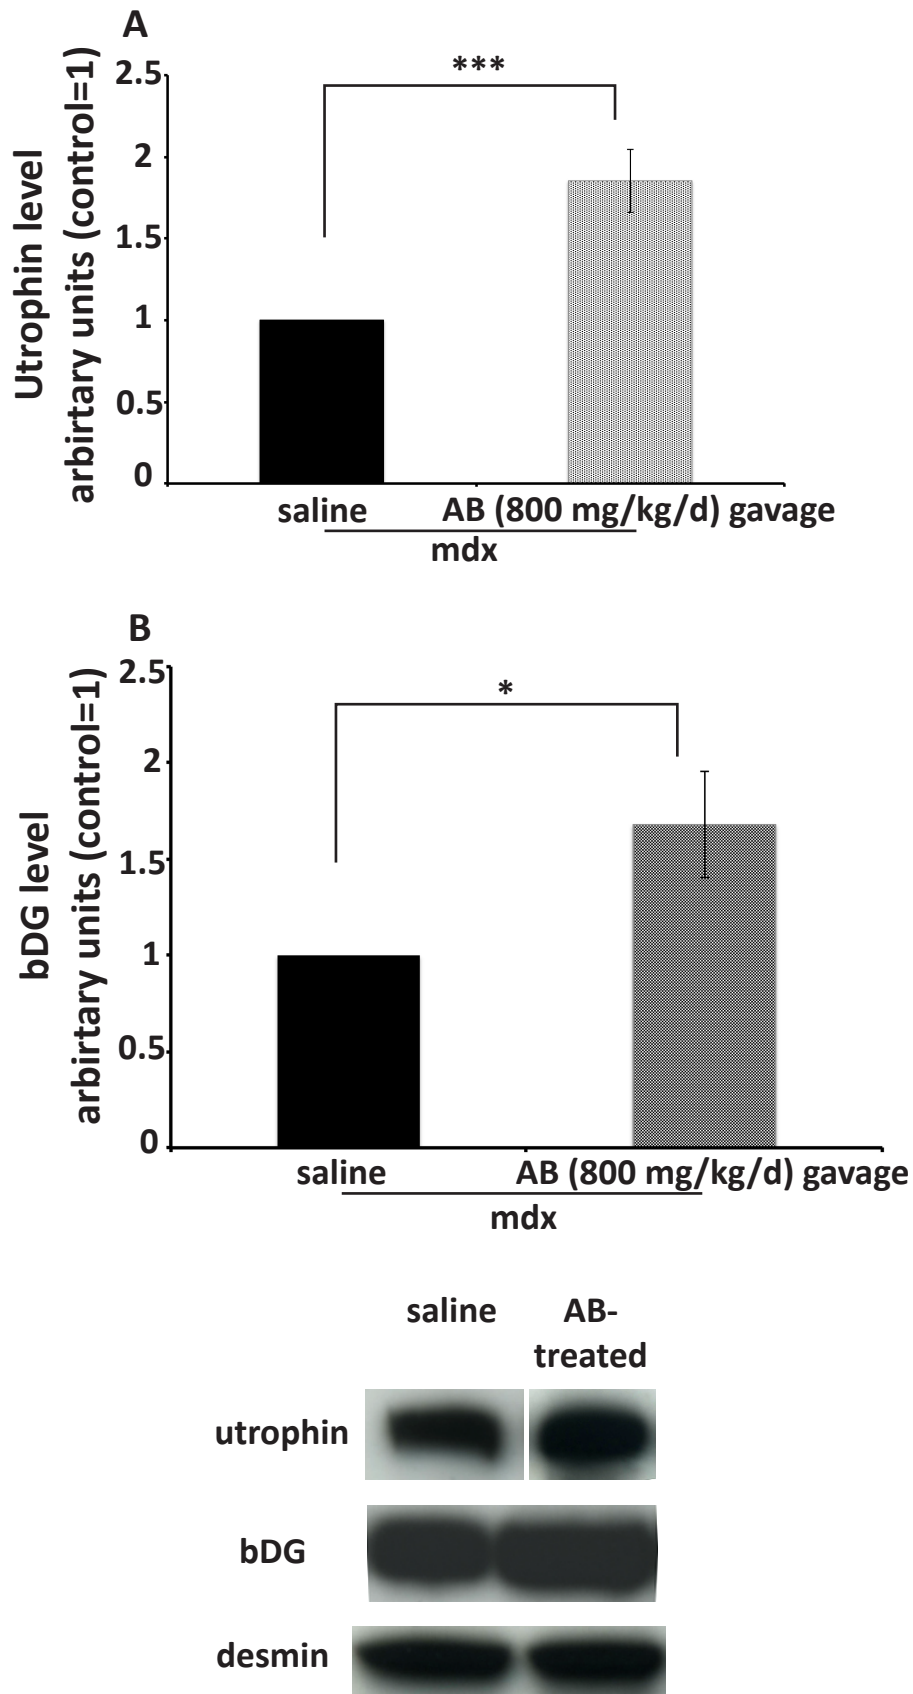 A
Utrophin level
arbirtary units (control=1)
2.5
2
1.5
1
0.5
0
***
saline
AB (800 mg/kg/d) gavage
mdx
B
bDG level
arbirtary units (control=1)
2.5
2
1.5
1
0.5
0
*
saline
AB (800 mg/kg/d) gavage
mdx
saline
AB-
treated
utrophin
bDG
desmin